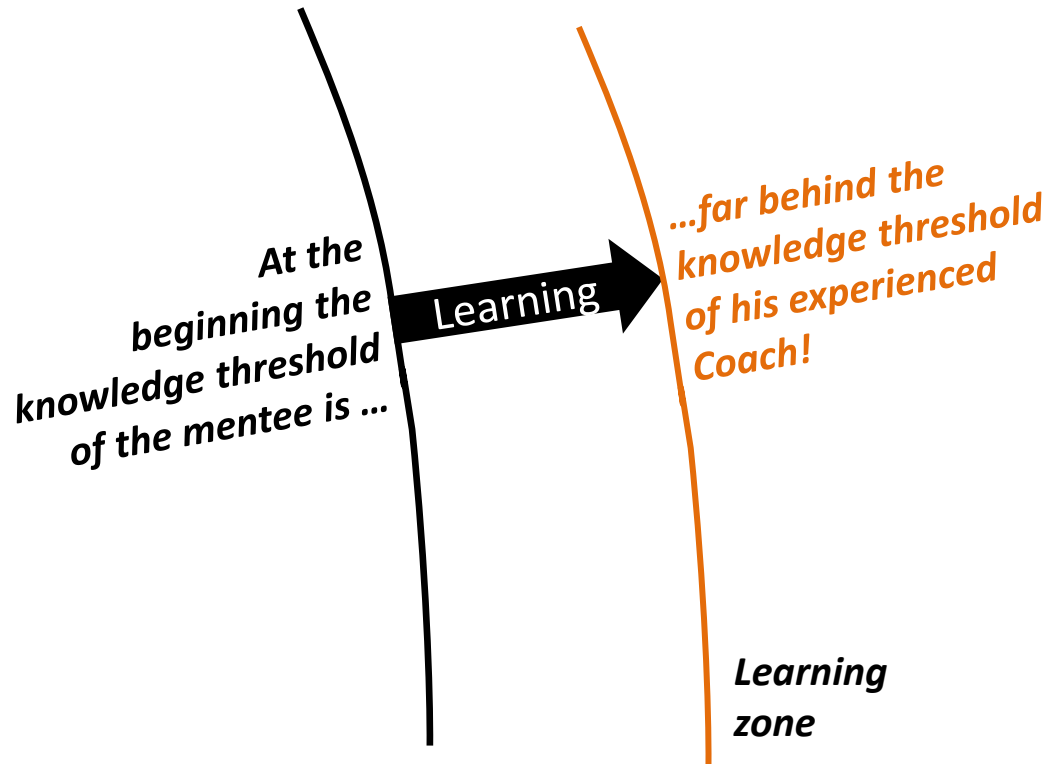 At the
beginning the
knowledge threshold
of the mentee is ...
Learning
...far behind the
knowledge threshold
of his experienced
Coach!
Learning
zone